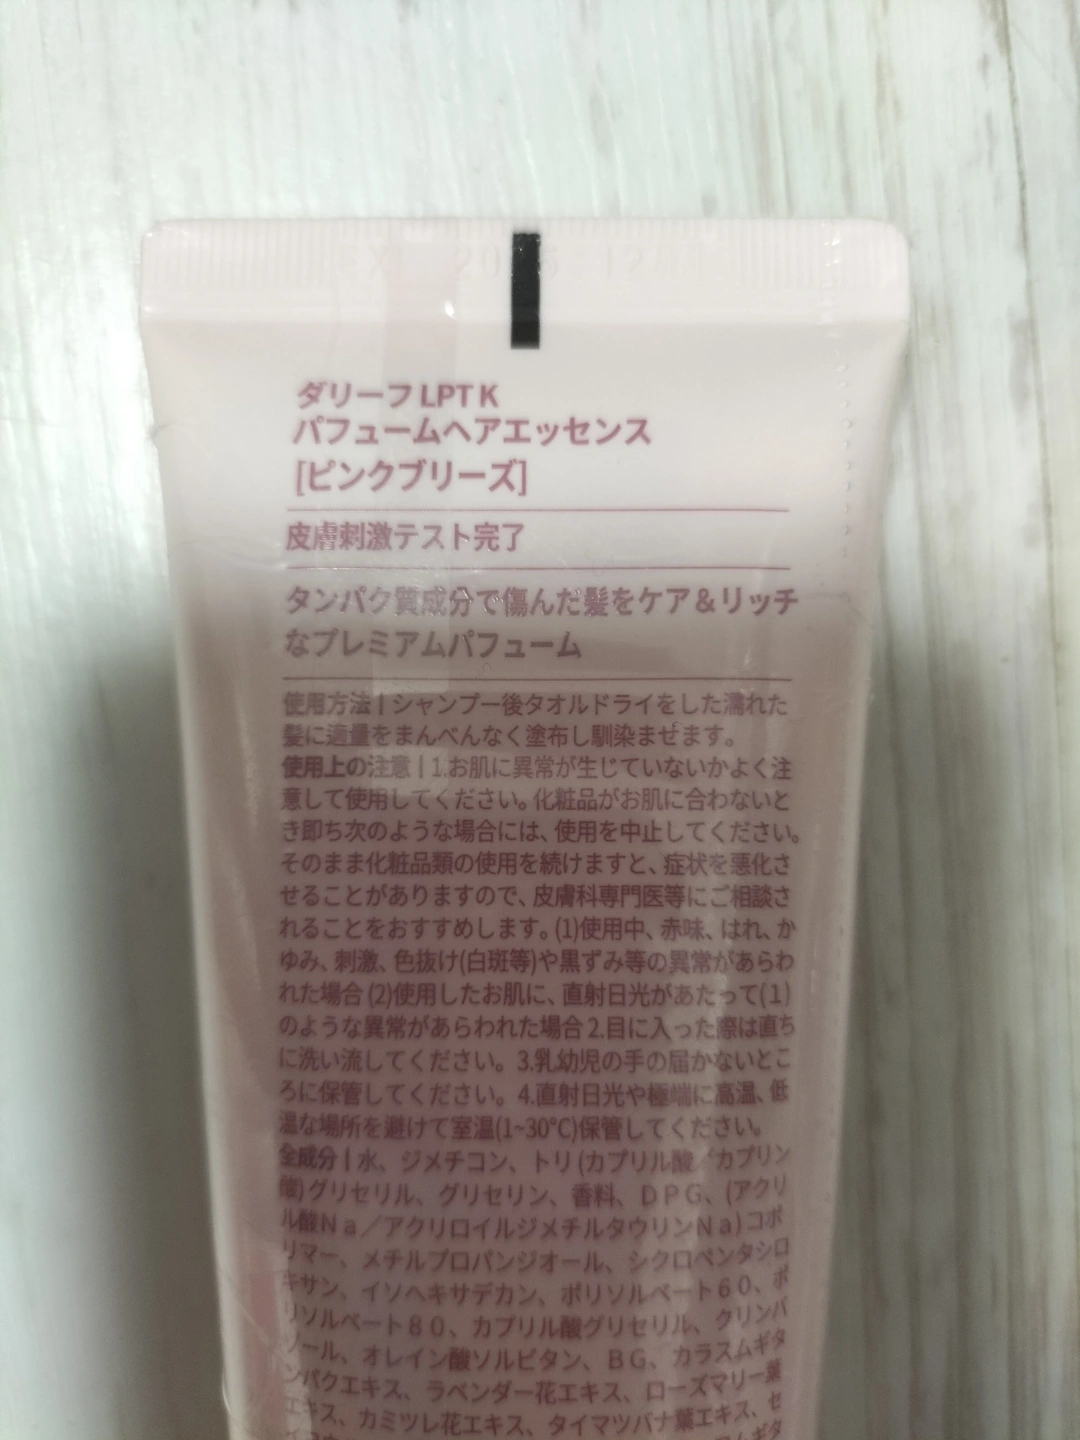 ダリーフ LPT K
パフュームヘアエッセンス
[ピンクブリーズ]
皮膚刺激テスト完了
タンパク質成分で傷んだ髪をケア＆リッチ
なプレミアムパフューム
使用方法 | シャンプー後タオルドライをした濡れた
髪に適量をまんべんなく塗布し馴染ませます。
使用上の注意 | 1.お肌に異常が生じていないかよく注
意して使用してください。化粧品がお肌に合わないと
き即ち次のような場合には、使用を中止してください。
そのまま化粧品類の使用を続けますと、症状を悪化さ
せることがありますので、皮膚科専門医等にご相談さ
れることをおすすめします。(1)使用中、赤味、はれ、か
ゆみ、刺激、色抜け(白斑等)や黒ずみ等の異常があらわ
れた場合 (2)使用したお肌に、直射日光があたって(1)
のような異常があらわれた場合 2.目に入った際は直ち
に洗い流してください。3.乳幼児の手の届かないとこ
ろに保管してください。4.直射日光や極端に高温、低
温な場所を避けて室温(1~30℃)保管してください。
全成分 | 水、ジメチコン、トリ (カプリル酸／カプリン
酸) グリセリル、グリセリン、香料、ＤＰＧ、(アクリ
ル酸Ｎａ／アクリロイルジメチルタウリンＮａ) コポ
リマー、メチルプロパンジオール、シクロペンタシロ
キサン、イソヘキサデカン、ポリソルベート６０、ポ
リソルベート８０、カプリル酸グリセリル、クリンバ
ゾール、オレイン酸ソルビタン、ＢＧ、カラスムギタ
ンパクエキス、ラベンダー花エキス、ローズマリー葉
エキス、カミツレ花エキス、タイマツバナ葉エキス、セ